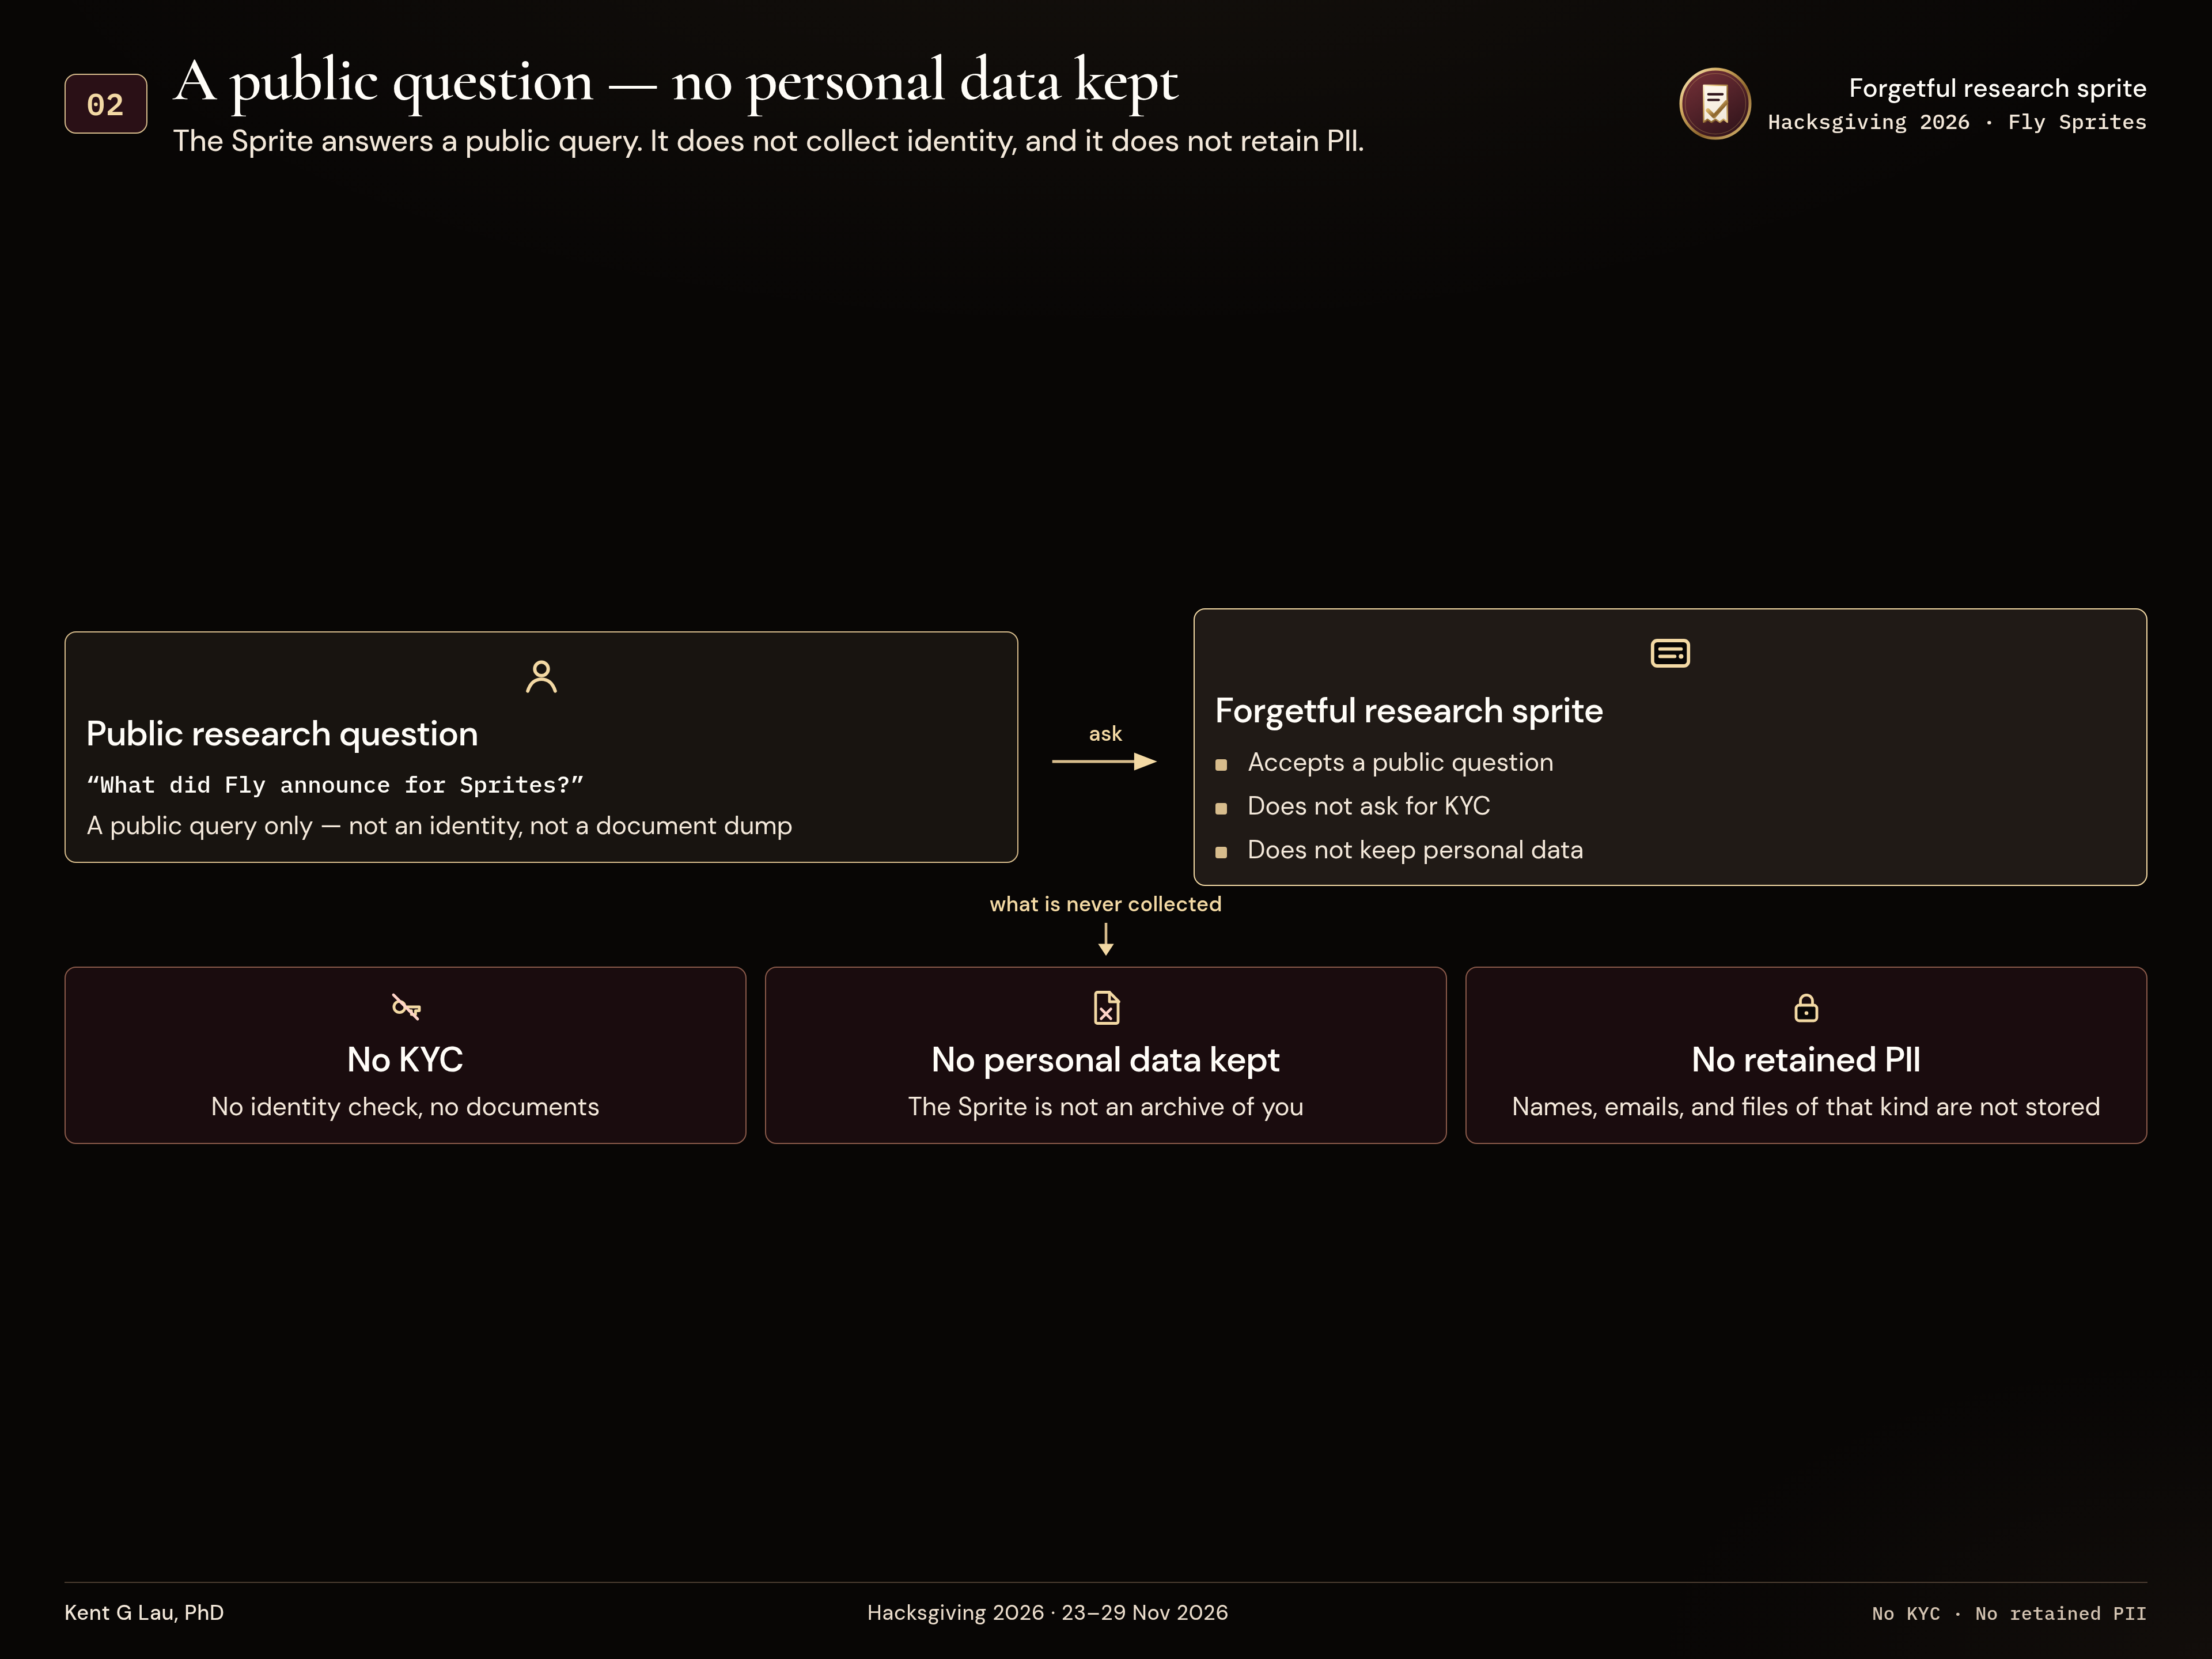 02
A public question — no personal data kept
The Sprite answers a public query. It does not collect identity, and it does not retain PII.
Forgetful research sprite
Hacksgiving 2026 · Fly Sprites
Public research question
“What did Fly announce for Sprites?”
A public query only — not an identity, not a document dump
ask
Forgetful research sprite
Accepts a public question
Does not ask for KYC
Does not keep personal data
what is never collected
No KYC
No identity check, no documents
No personal data kept
The Sprite is not an archive of you
No retained PII
Names, emails, and files of that kind are not stored
Kent G Lau, PhD
Hacksgiving 2026 · 23–29 Nov 2026
No KYC · No retained PII